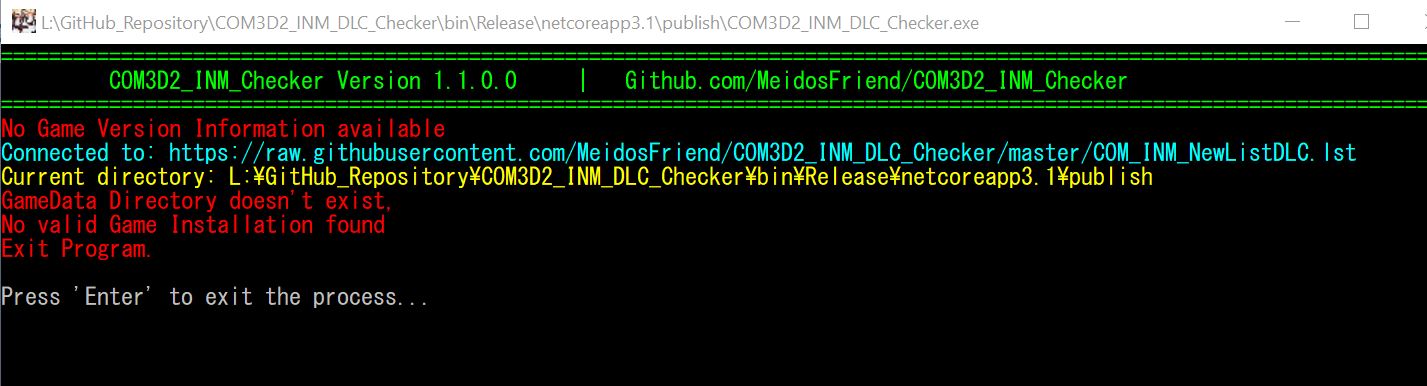 L:\GitHub_Repository\COM3D2_INM_DLC_Checker\bin\Release\netcoreapp3.1\publish\COM3D2_INM_DLC_Checker.exe
================================================================================
COM3D2_INM_Checker Version 1.1.0.0 | Github.com/MeidosFriend/COM3D2_INM_Checker
================================================================================
No Game Version Information available
Connected to: https://raw.githubusercontent.com/MeidosFriend/COM3D2_INM_DLC_Checker/master/COM_INM_NewListDLC.lst
Current directory: L:¥GitHub_Repository¥COM3D2_INM_DLC_Checker¥bin¥Release¥netcoreapp3.1¥publish
GameData Directory doesn't exist,
No valid Game Installation found
Exit Program.
Press 'Enter' to exit the process...